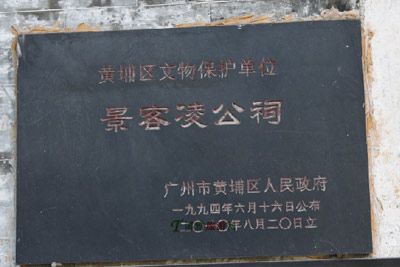 黄埔区文物保护单位
景客凌公祠
广州市黄埔区人民政府
一九九四年六月十六日公布
年八月二〇日立